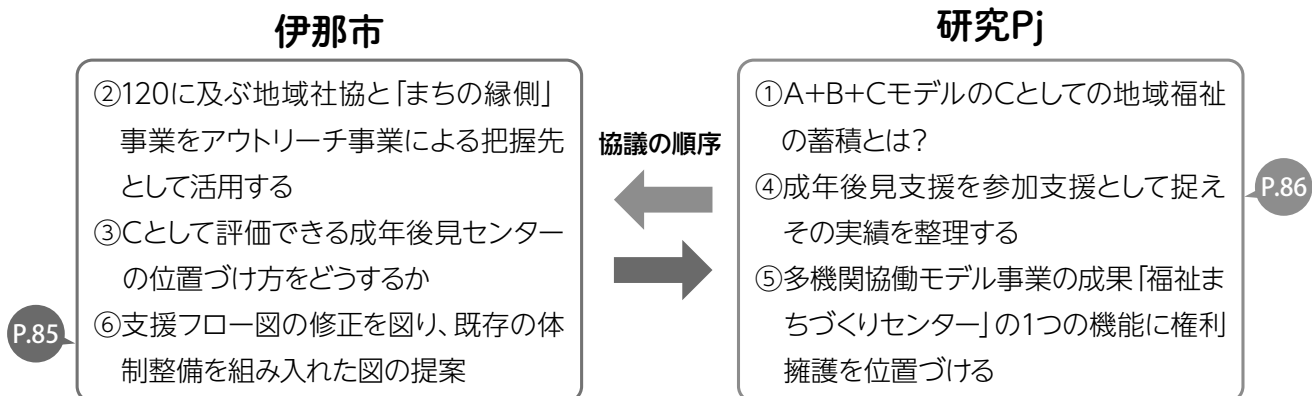 伊那市
②120に及ぶ地域社協と「まちの縁側」
事業をアウトリーチ事業による把握先
として活用する
③Cとして評価できる成年後見センター
の位置づけ方をどうするか
⑥支援フロー図の修正を図り、既存の体
制整備を組み入れた図の提案
P.85
協議の順序
研究Pj
①A+B+CモデルのCとしての地域福祉
の蓄積とは?
④成年後見支援を参加支援として捉え
その実績を整理する
⑤多機関協働モデル事業の成果「福祉ま
ちづくりセンター」の1つの機能に権利
擁護を位置づける
P.86